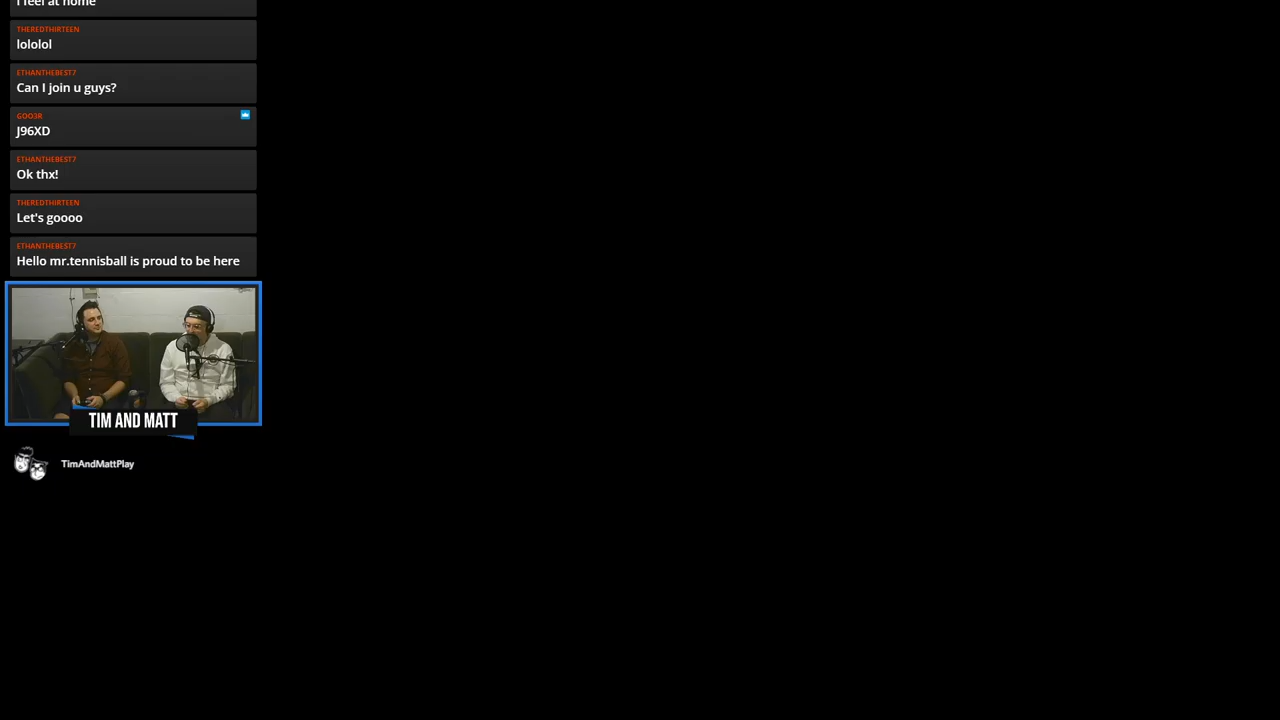 I feel at home
THEREDTHIRTEEN
lololol
ETHANTHEBEST7
Can I join u guys?
GOO3R
J96XD
ETHANTHEBEST7
Ok thx!
THEREDTHIRTEEN
Let's goooo
ETHANTHEBEST7
Hello mr.tennisball is proud to be here
TIM AND MATT
TimAndMattPlay